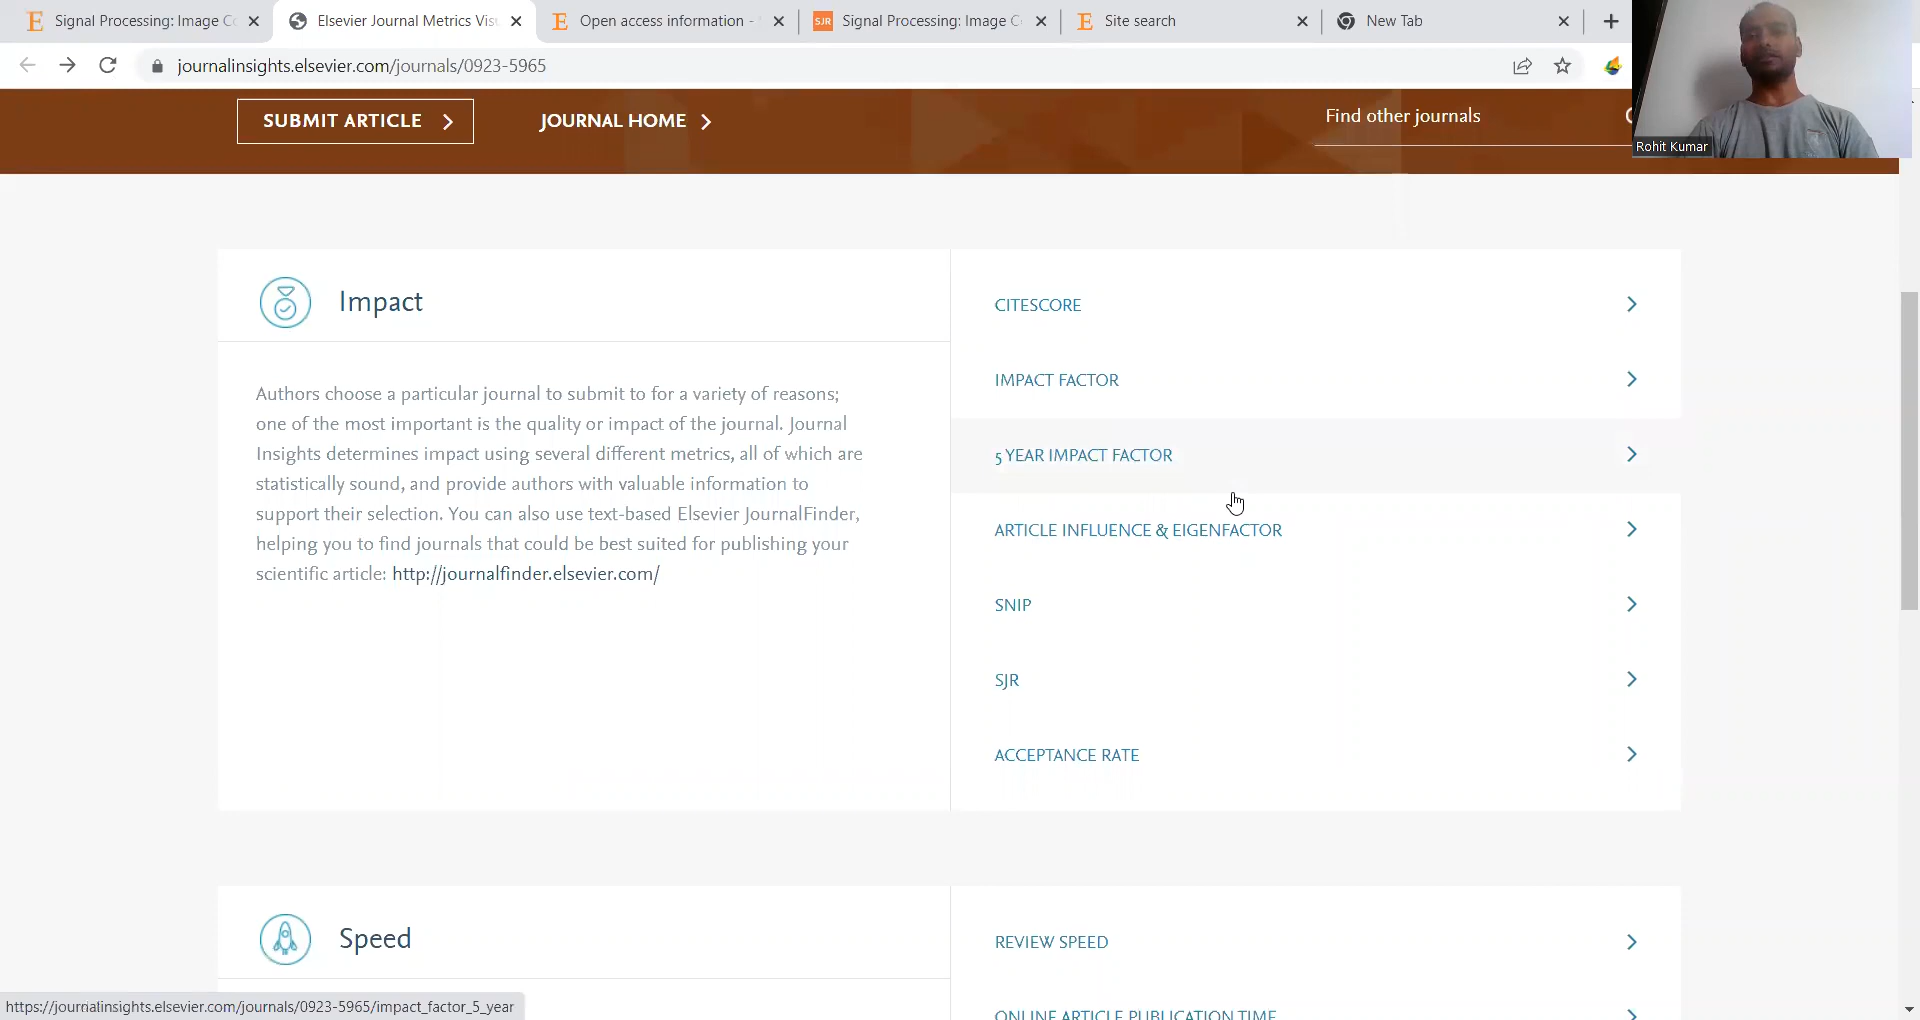 Signal Processing: Image C
Elsevier Journal Metrics Vis
Open access information -
SJR
Signal Processing: Image C
Site search
New Tab
journalinsights.elsevier.com/journals/0923-5965
SUBMIT ARTICLE
JOURNAL HOME
Find other journals
Rohit Kumar
Impact
Authors choose a particular journal to submit to for a variety of reasons;
one of the most important is the quality or impact of the journal. Journal
Insights determines impact using several different metrics, all of which are
statistically sound, and provide authors with valuable information to
support their selection. You can also use text-based Elsevier JournalFinder,
helping you to find journals that could be best suited for publishing your
scientific article: http://journalfinder.elsevier.com/
CITESCORE
IMPACT FACTOR
5 YEAR IMPACT FACTOR
ARTICLE INFLUENCE & EIGENFACTOR
SNIP
SJR
ACCEPTANCE RATE
Speed
REVIEW SPEED
ONLINE ARTICLE PUBLICATION TIME
https://journalinsights.elsevier.com/journals/0923-5965/impact_factor_5_year